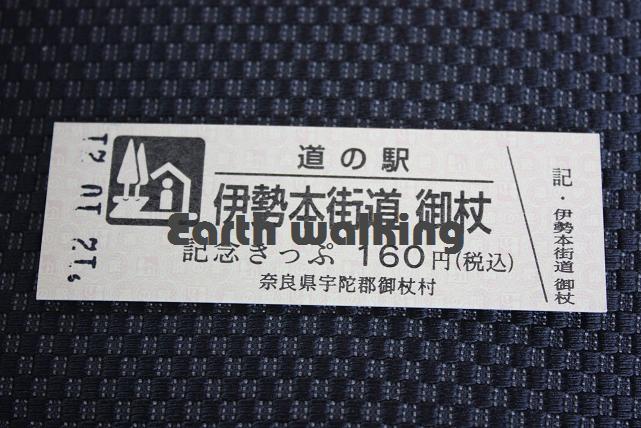 道の駅
伊勢本街道 御杖
Earth walking
記念きっぷ 160円(税込)
奈良県宇陀郡御杖村
記・伊勢本街道 御杖